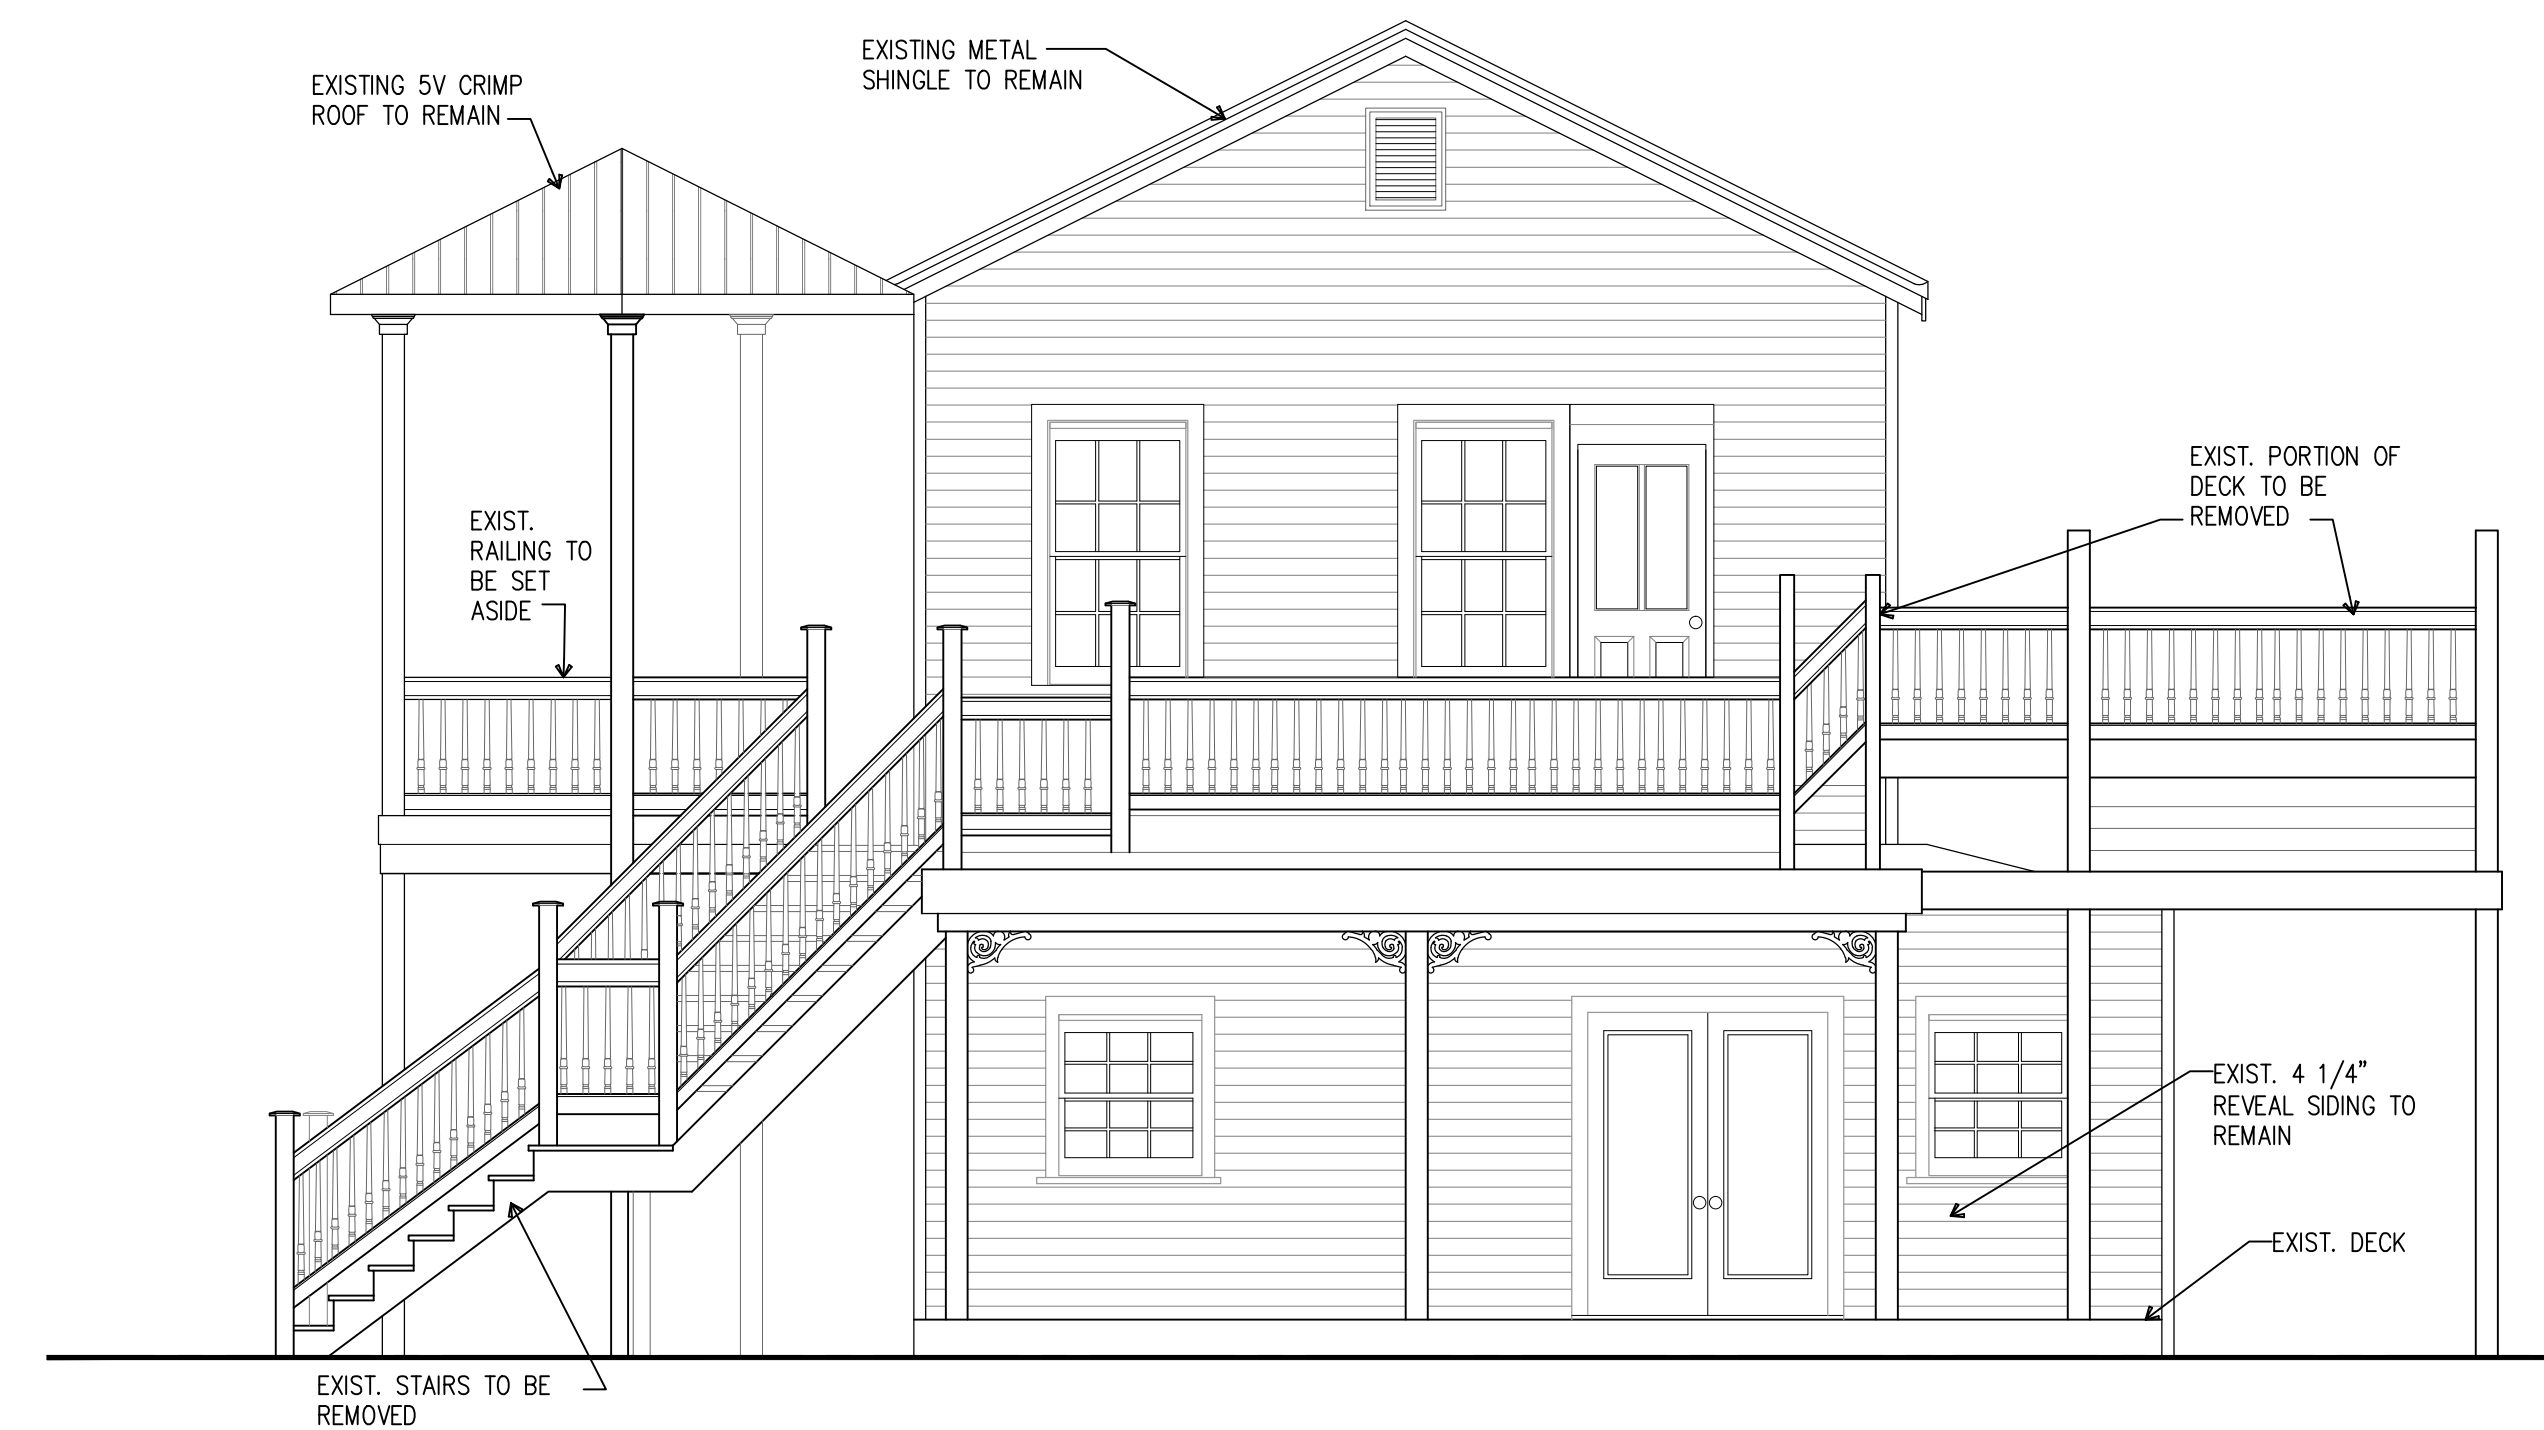 EXISTING METAL
SHINGLE TO REMAIN
EXISTING 5V CRIMP
ROOF TO REMAIN
EXIST. PORTION OF
DECK TO BE
REMOVED
EXIST.
RAILING TO
BE SET
ASIDE
EXIST. 4 1/4"
REVEAL SIDING TO
REMAIN
EXIST. DECK
EXIST. STAIRS TO BE
REMOVED